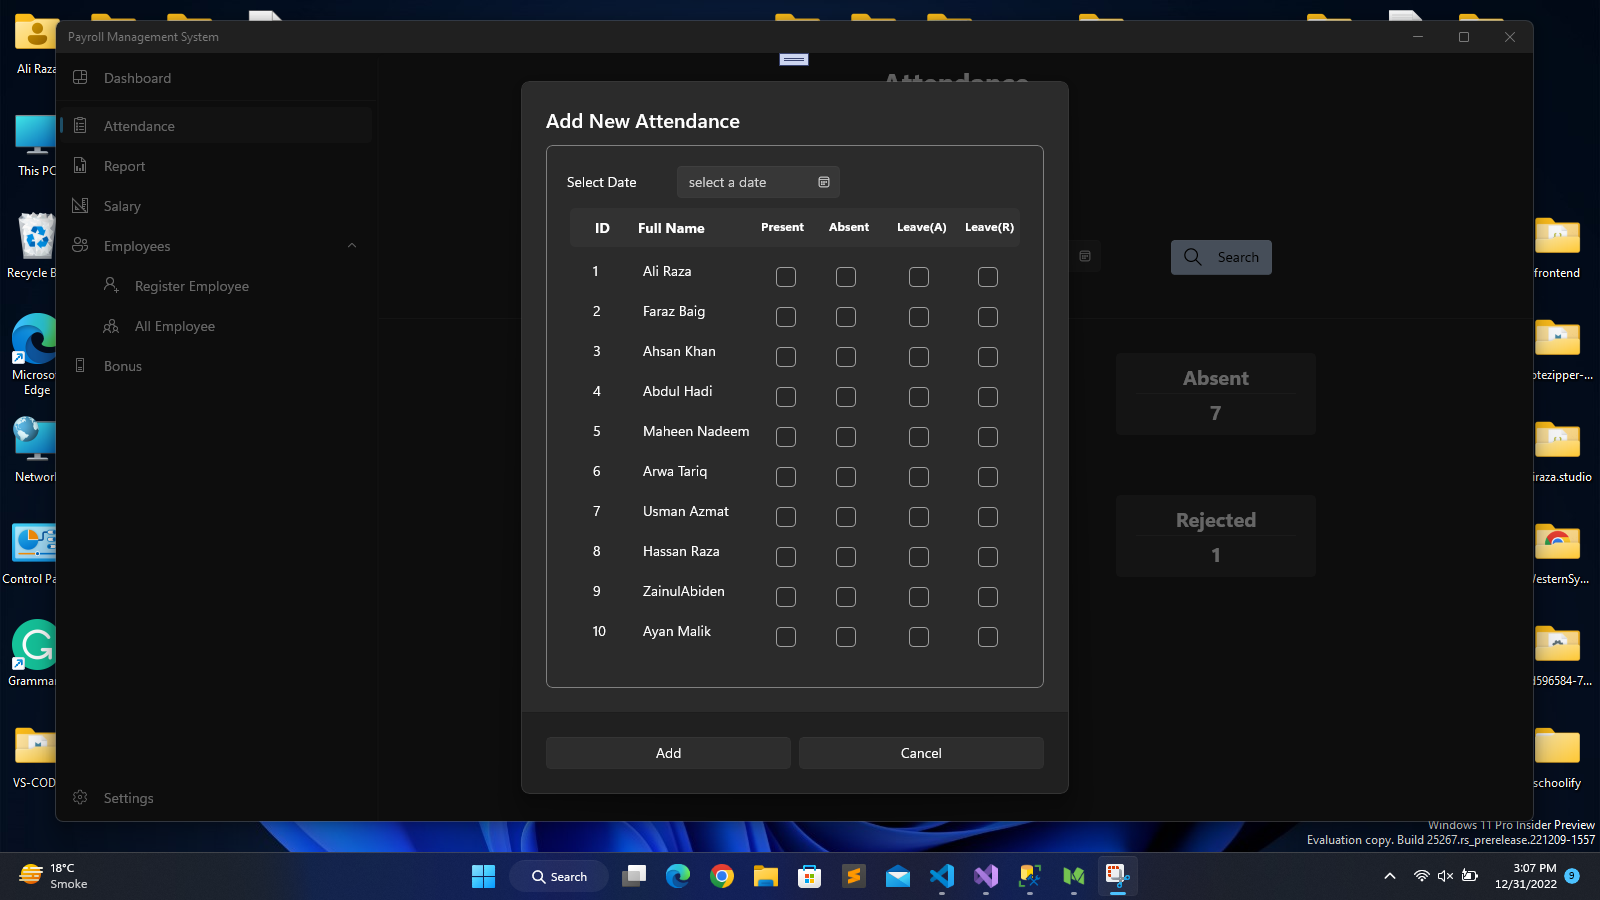 Payroll Management System
Ali Raza
Dashboard
Attendance
Attendance
Add New Attendance
This PC
Report
Select Date
select a date
Salary
ID Full Name Present Absent Leave(A) Leave(R)
Employees
Search
Recycle B
frontend
1 Ali Raza
Register Employee
2 Faraz Baig
All Employee
3 Ahsan Khan
Bonus
Microso
Edge
otezipper-...
Absent
7
4 Abdul Hadi
5 Maheen Nadeem
6 Arwa Tariq
Networ
iraza.studio
7 Usman Azmat
Rejected
1
8 Hassan Raza
Control Pa
esternSy...
9 ZainulAbiden
10 Ayan Malik
Gramma
596584-7...
Add
Cancel
VS-COD
schoolify
Settings
Windows 11 Pro Insider Preview
Evaluation copy. Build 25267.rs_prerelease.221209-1557
18°C
Smoke
Search
3:07 PM
12/31/2022
9